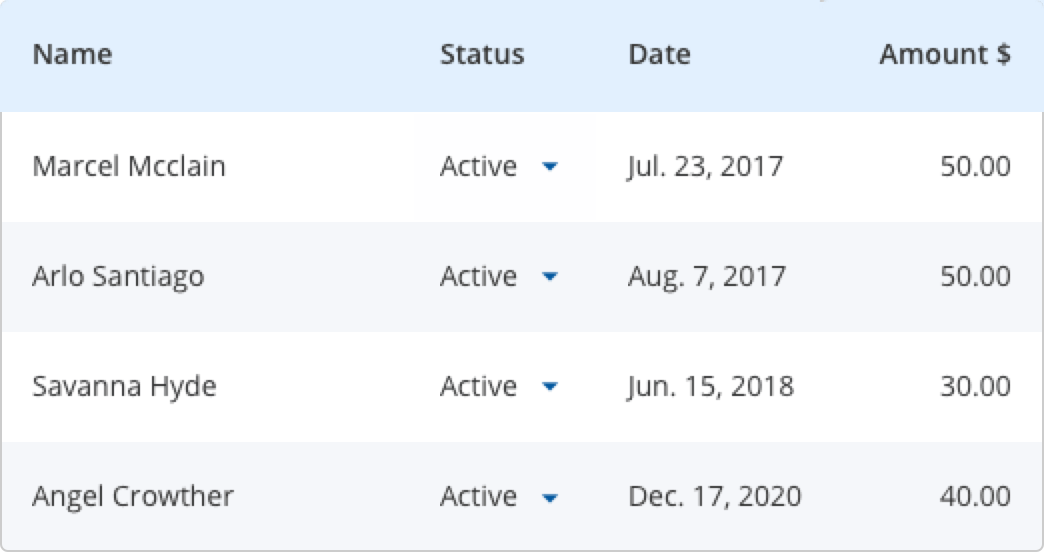 Name Status Date Amount $
Marcel Mcclain Active Jul. 23, 2017 50.00
Arlo Santiago Active Aug. 7, 2017 50.00
Savanna Hyde Active Jun. 15, 2018 30.00
Angel Crowther Active Dec. 17, 2020 40.00